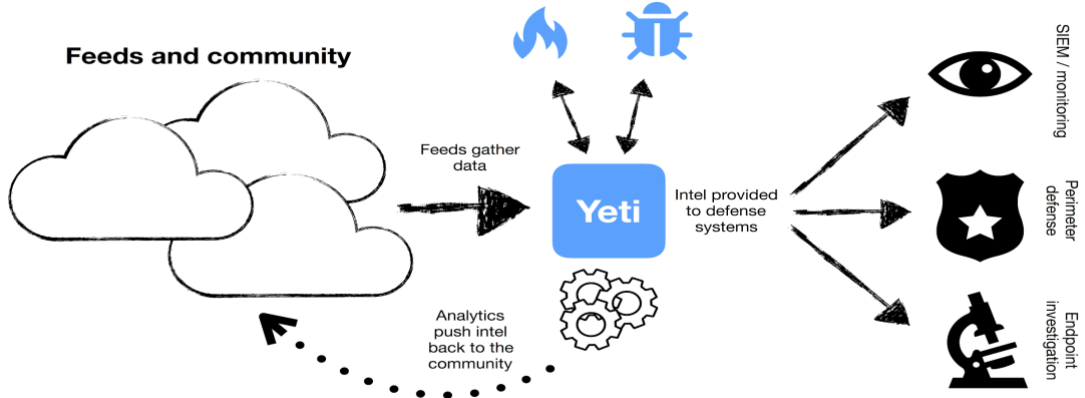 Feeds and community
Feeds gather
data
Yeti
Intel provided
to defense
systems
Analytics
push intel
back to the
community
SIEM / monitoring
Perimeter
defense
Endpoint
investigation